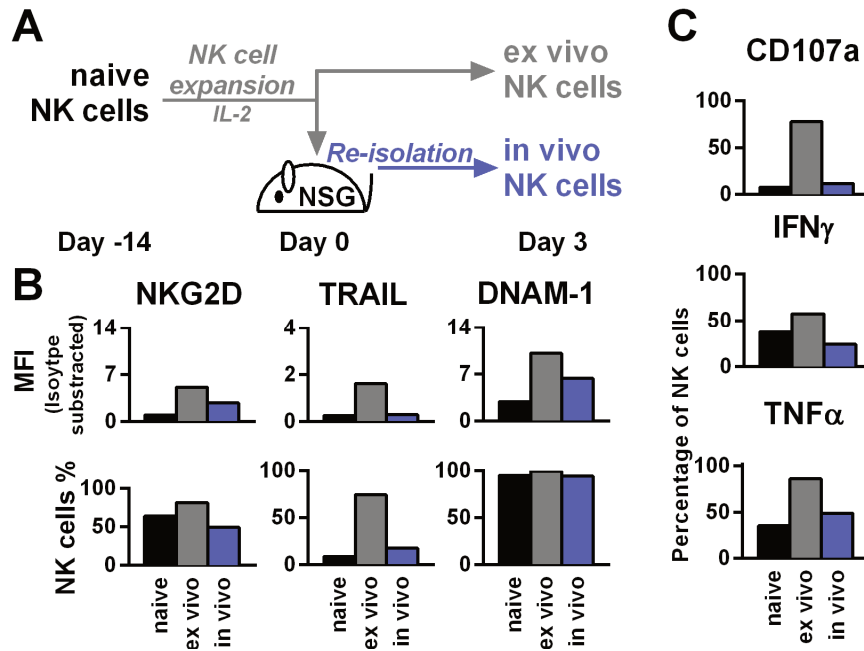 A
naive
NK cells
NK cell
expansion
IL-2
ex vivo
NK cells
Re-isolation
NSG
in vivo
NK cells
Day -14
Day 0
Day 3
B
NKG2D
TRAIL
DNAM-1
MFI
(Isoytpe
substracted)
14
7
0
4
2
0
14
7
0
NK cells %
100
50
0
100
50
0
100
50
0
naive
ex vivo
in vivo
naive
ex vivo
in vivo
naive
ex vivo
in vivo
C
CD107a
100
50
0
IFNγ
100
50
0
TNFα
100
50
0
Percentage of NK cells
naive
ex vivo
in vivo